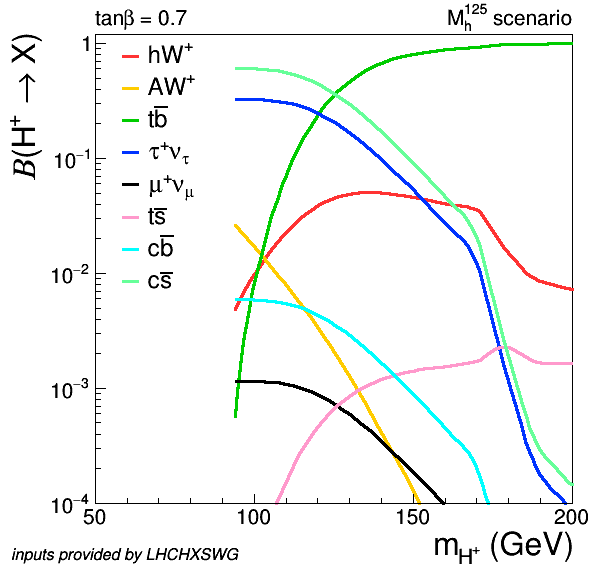 tanβ = 0.7
M_h^125 scenario
B(H⁺ → X)
1
10⁻¹
10⁻²
10⁻³
10⁻⁴
hW⁺
AW⁺
tb̅
τ⁺ν_τ
μ⁺ν_μ
ts̅
cb̅
cs̅
50
100
150
200
m_H⁺ (GeV)
inputs provided by LHCHXSWG